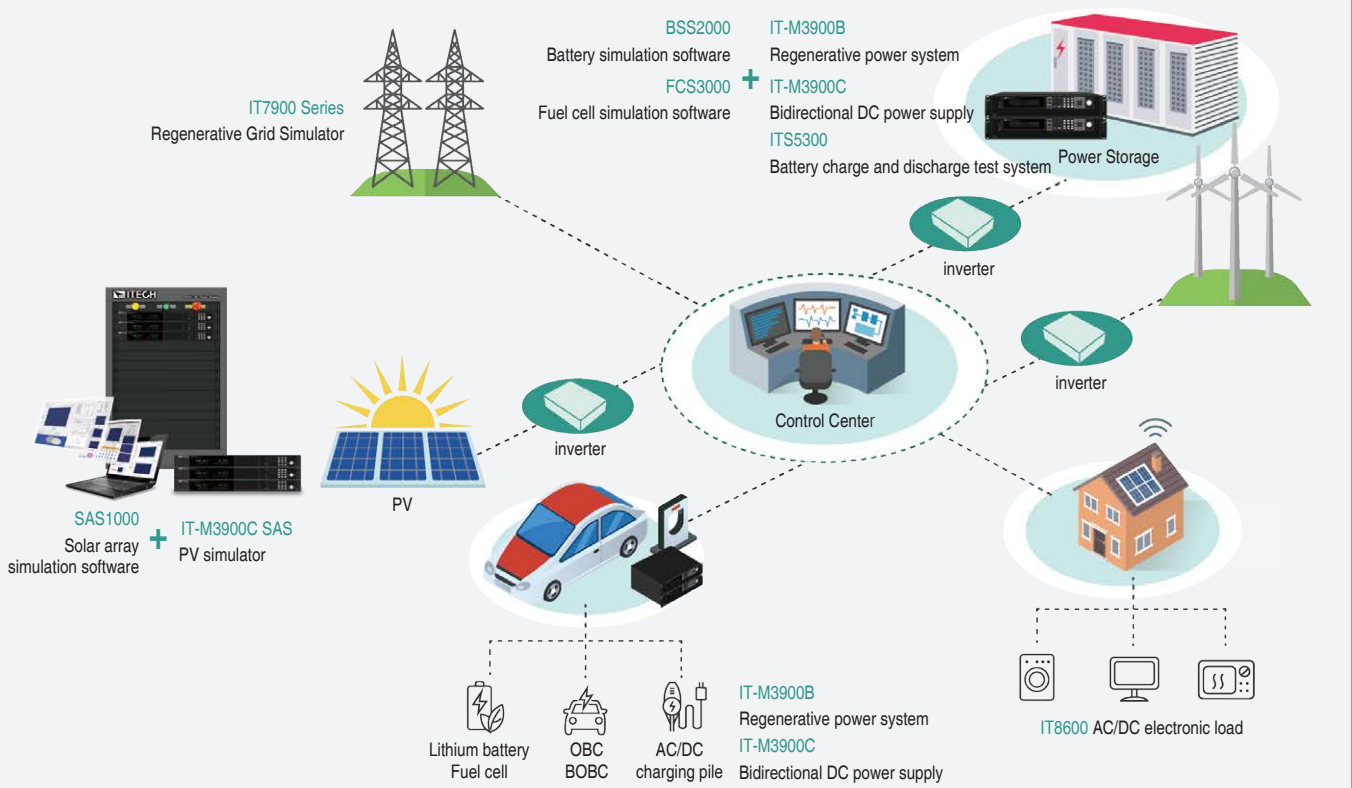 BSS2000
Battery simulation software
FCS3000
Fuel cell simulation software
+
IT-M3900B
Regenerative power system
IT-M3900C
Bidirectional DC power supply
ITS5300
Battery charge and discharge test system
Power Storage
IT7900 Series
Regenerative Grid Simulator
inverter
inverter
ITECH
Control Center
inverter
PV
SAS1000
Solar array
simulation software
+
IT-M3900C SAS
PV simulator
Lithium battery
Fuel cell
OBC
BOBC
AC/DC
charging pile
IT-M3900B
Regenerative power system
IT-M3900C
Bidirectional DC power supply
IT8600 AC/DC electronic load